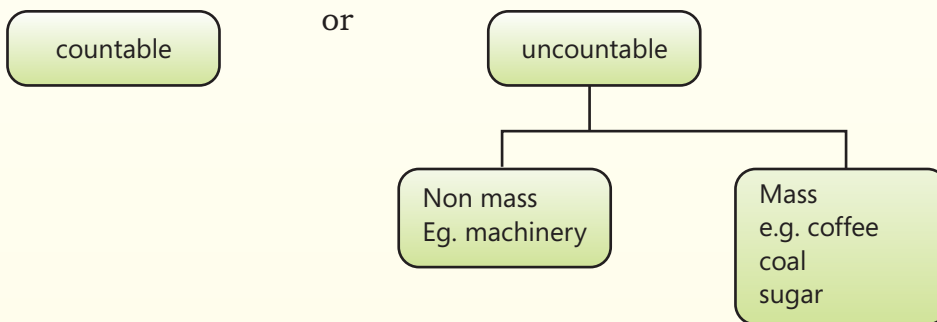 countable
or
uncountable
Non mass
Eg. machinery
Mass
e.g. coffee
coal
sugar